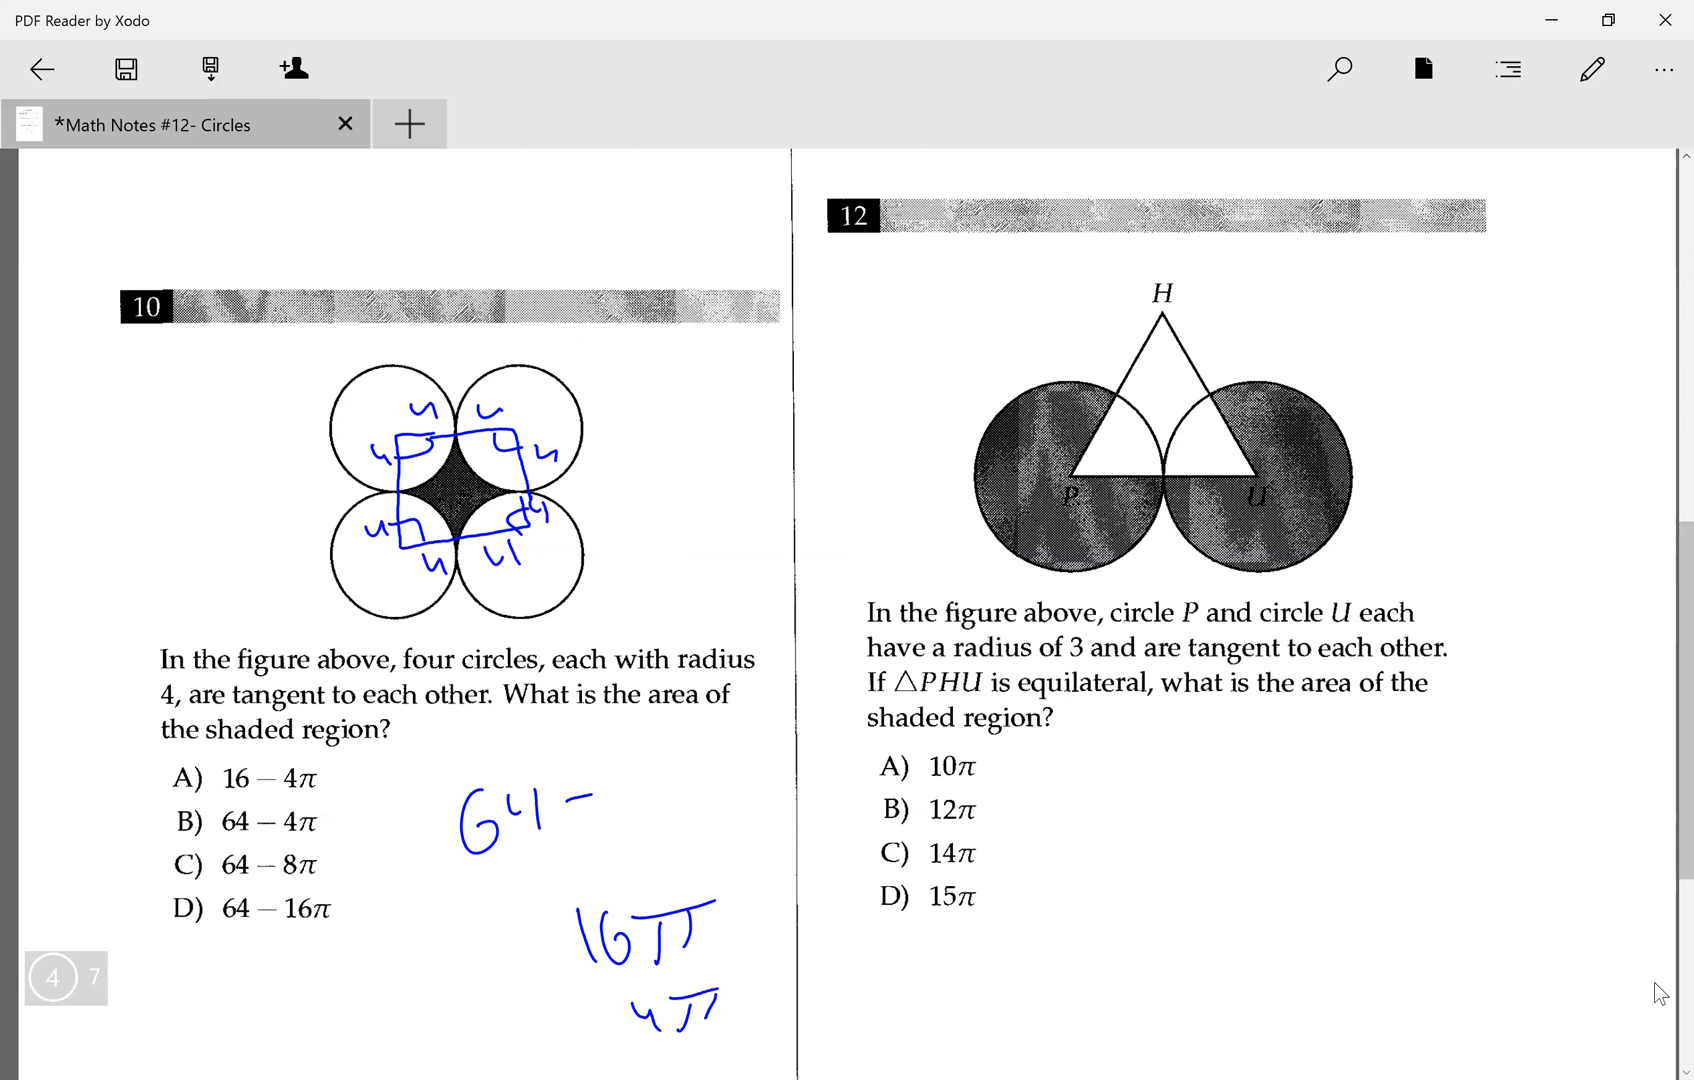 PDF Reader by Xodo
*Math Notes #12- Circles
10
4 4
4 4
4 4
4 4
In the figure above, four circles, each with radius
4, are tangent to each other. What is the area of
the shaded region?
A) 16 – 4π
B) 64 – 4π
C) 64 – 8π
D) 64 – 16π
64 –
16π
4π
4 7
12
H
P U
In the figure above, circle P and circle U each
have a radius of 3 and are tangent to each other.
If △PHU is equilateral, what is the area of the
shaded region?
A) 10π
B) 12π
C) 14π
D) 15π